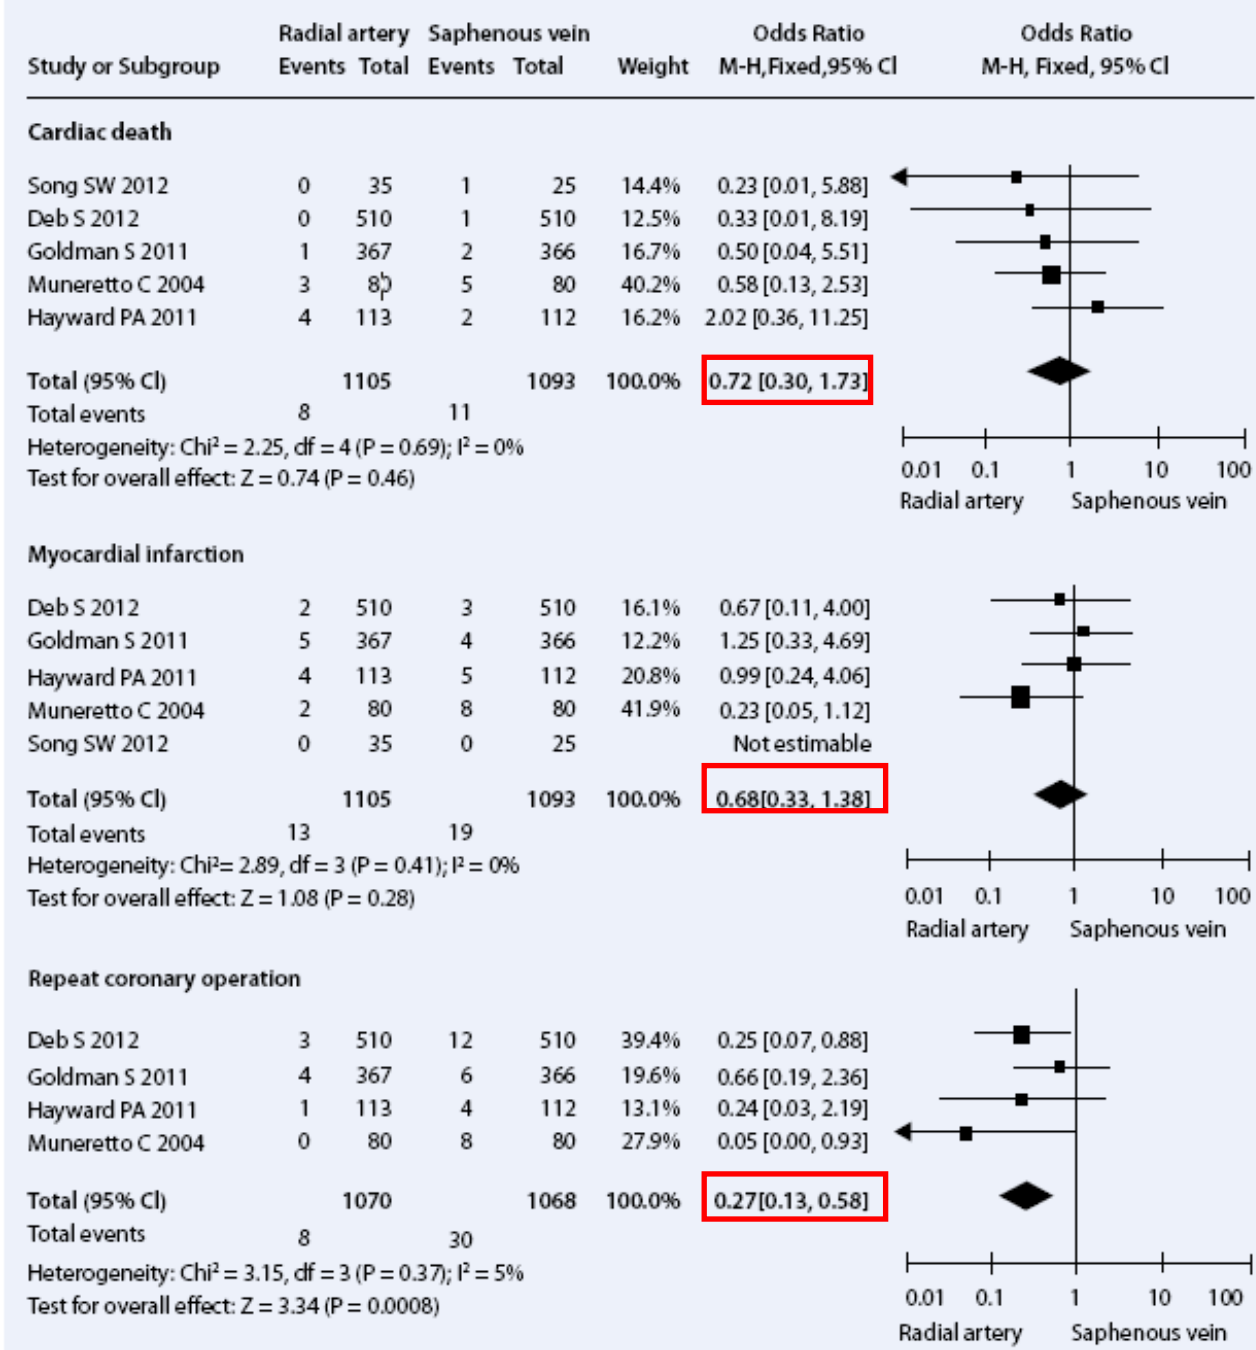 Radial artery Saphenous vein Odds Ratio Odds Ratio
Study or Subgroup Events Total Events Total Weight M-H,Fixed,95% CI M-H, Fixed, 95% CI
Cardiac death
Song SW 2012 0 35 1 25 14.4% 0.23 [0.01, 5.88]
Deb S 2012 0 510 1 510 12.5% 0.33 [0.01, 8.19]
Goldman S 2011 1 367 2 366 16.7% 0.50 [0.04, 5.51]
Muneretto C 2004 3 80 5 80 40.2% 0.58 [0.13, 2.53]
Hayward PA 2011 4 113 2 112 16.2% 2.02 [0.36, 11.25]
Total (95% CI) 1105 1093 100.0% 0.72 [0.30, 1.73]
Total events 8 11
Heterogeneity: Chi² = 2.25, df = 4 (P = 0.69); I² = 0%
Test for overall effect: Z = 0.74 (P = 0.46)
0.01 0.1 1 10 100
Radial artery Saphenous vein
Myocardial infarction
Deb S 2012 2 510 3 510 16.1% 0.67 [0.11, 4.00]
Goldman S 2011 5 367 4 366 12.2% 1.25 [0.33, 4.69]
Hayward PA 2011 4 113 5 112 20.8% 0.99 [0.24, 4.06]
Muneretto C 2004 2 80 8 80 41.9% 0.23 [0.05, 1.12]
Song SW 2012 0 35 0 25 Not estimable
Total (95% CI) 1105 1093 100.0% 0.68[0.33, 1.38]
Total events 13 19
Heterogeneity: Chi²= 2.89, df = 3 (P = 0.41); I² = 0%
Test for overall effect: Z = 1.08 (P = 0.28)
0.01 0.1 1 10 100
Radial artery Saphenous vein
Repeat coronary operation
Deb S 2012 3 510 12 510 39.4% 0.25 [0.07, 0.88]
Goldman S 2011 4 367 6 366 19.6% 0.66 [0.19, 2.36]
Hayward PA 2011 1 113 4 112 13.1% 0.24 [0.03, 2.19]
Muneretto C 2004 0 80 8 80 27.9% 0.05 [0.00, 0.93]
Total (95% CI) 1070 1068 100.0% 0.27[0.13, 0.58]
Total events 8 30
Heterogeneity: Chi² = 3.15, df = 3 (P = 0.37); I² = 5%
Test for overall effect: Z = 3.34 (P = 0.0008)
0.01 0.1 1 10 100
Radial artery Saphenous vein